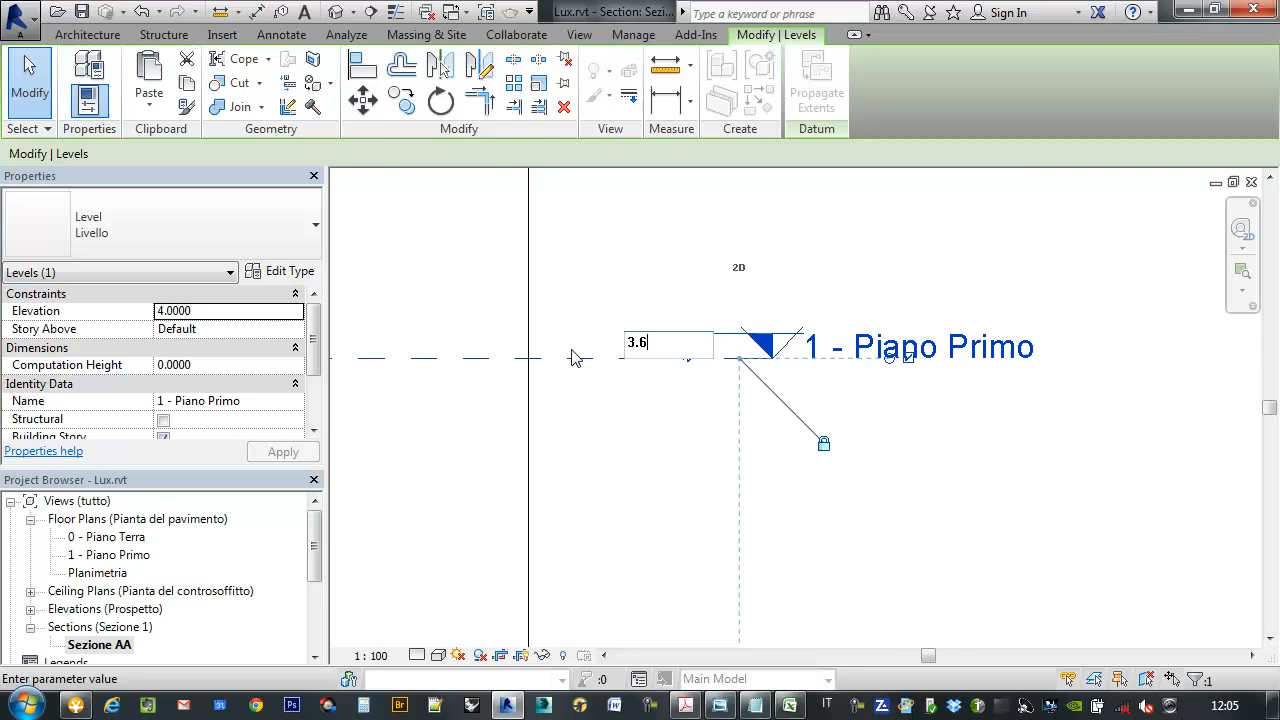 Lux.rvt - Section: Sezi...
Type a keyword or phrase
Sign In
Architecture Structure Insert Annotate Analyze Massing & Site Collaborate View Manage Add-Ins Modify | Levels
Modify
Paste
Cope
Cut
Join
Propagate
Extents
Select Properties Clipboard Geometry Modify View Measure Create Datum
Modify | Levels
Properties
Level
Livello
Levels (1)
Edit Type
Constraints
Elevation 4.0000
Story Above Default
Dimensions
Computation Height 0.0000
Identity Data
Name 1 - Piano Primo
Structural
Building Story
Properties help
Apply
Project Browser - Lux.rvt
Views (tutto)
Floor Plans (Pianta del pavimento)
0 - Piano Terra
1 - Piano Primo
Planimetria
Ceiling Plans (Pianta del controsoffitto)
Elevations (Prospetto)
Sections (Sezione 1)
Sezione AA
Legends
2D
3.6
1 - Piano Primo
2D
1 : 100
Enter parameter value
:0
Main Model
:1
IT
12:05